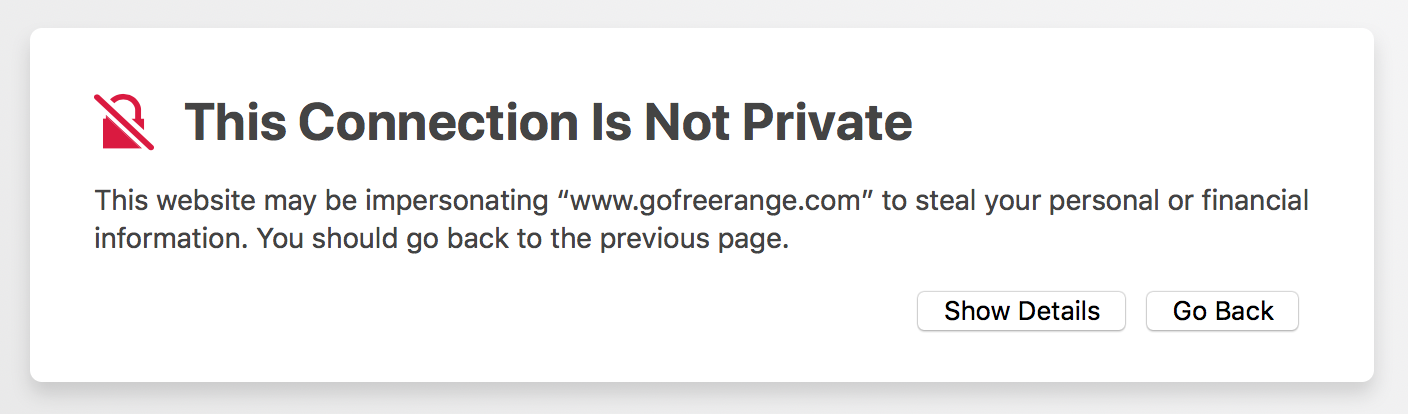 This Connection Is Not Private
This website may be impersonating “www.gofreerange.com” to steal your personal or financial
information. You should go back to the previous page.
Show Details
Go Back